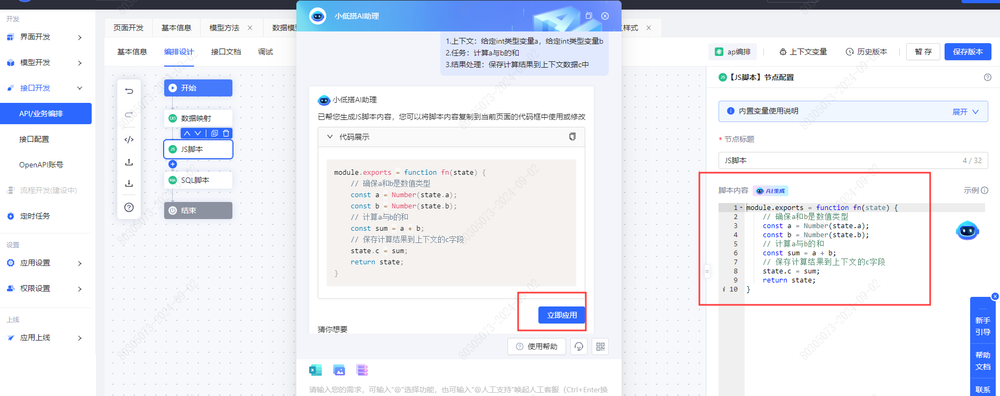 开发
界面开发
模型开发
接口开发
API/业务编排
接口配置
OpenAPI账号
流程开发(建设中)
定时任务
设置
应用设置
权限设置
上线
应用上线
页面开发
基本信息
模型方法
数据模
样式
基本信息
编排设计
接口文档
调试
ap编排
上下文变量
历史版本
暂 存
保存版本
开始
数据映射
JS脚本
SQL脚本
结束
小低搭AI助理
1.上下文：给定int类型变量a，给定int类型变量b
2.任务：计算a与b的和
3.结果处理：保存计算结果到上下文数据c中
小低搭AI助理
已帮您生成JS脚本内容，您可以将脚本内容复制到当前页面的代码框中使用或修改
代码展示
module.exports = function fn(state) {
// 确保a和b是数值类型
const a = Number(state.a);
const b = Number(state.b);
// 计算a与b的和
const sum = a + b;
// 保存计算结果到上下文的c字段
state.c = sum;
return state;
}
立即应用
猜你想要
使用帮助
请输入您的需求，可输入"@"选择功能，也可输入"@人工支持"唤起人工客服（Ctrl+Enter换
【JS脚本】节点配置
内置变量使用说明
展开
* 节点标题
JS脚本
4 / 32
脚本内容
AI生成
示例
1 module.exports = function fn(state) {
2 // 确保a和b是数值类型
3 const a = Number(state.a);
4 const b = Number(state.b);
5 // 计算a与b的和
6 const sum = a + b;
7 // 保存计算结果到上下文的c字段
8 state.c = sum;
9 return state;
10 }
新手
引导
帮助
文档
联系
80305073-2024-09-02